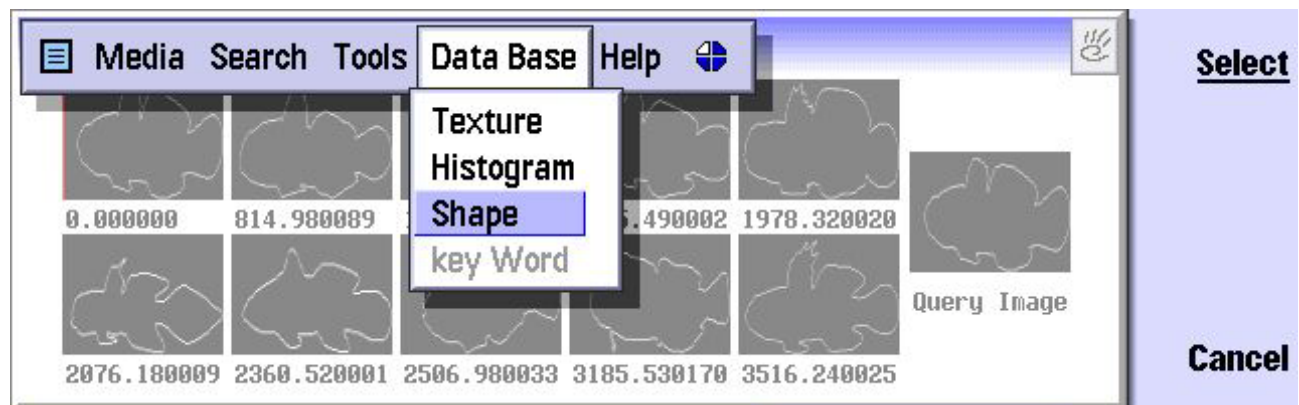 Media Search Tools Data Base Help
Select
Texture
Histogram
Shape
key Word
0.000000 814.980089 .490002 1978.320020
Query Image
Cancel
2076.180009 2360.520001 2506.980033 3185.530170 3516.240025